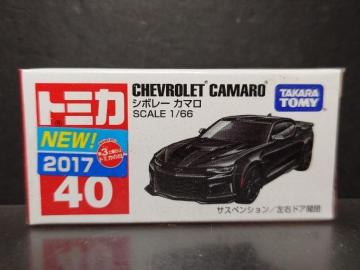 トミカ
CHEVROLET CAMARO
シボレー カマロ
SCALE 1/66
TAKARA
TOMY
NEW!
2017
40
サスペンション／左右ドア開閉